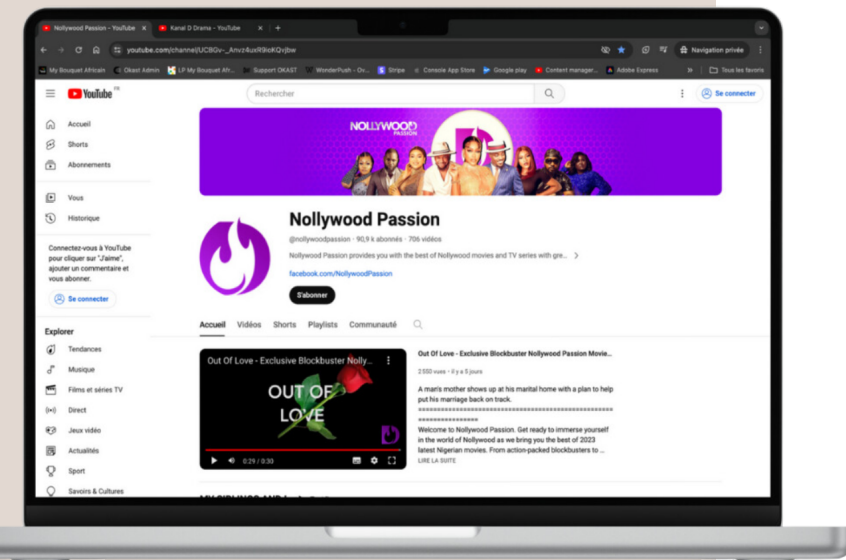 Nollywood Passion - YouTube
Kanal D Drama - YouTube
youtube.com/channel/UCBGv-_Anvz4uxR9ioKQvjbw
Navigation privée
My Bouquet Africain
Okast Admin
LP My Bouquet Afr...
Support OKAST
WonderPush - Ov...
Stripe
Console App Store
Google play
Content manager...
Adobe Express
Tous les favoris
YouTube FR
Rechercher
Se connecter
Accueil
Shorts
Abonnements
Vous
Historique
Connectez-vous à YouTube
pour cliquer sur "J'aime",
ajouter un commentaire et
vous abonner.
Se connecter
Explorer
Tendances
Musique
Films et séries TV
Direct
Jeux vidéo
Actualités
Sport
Savoirs & Cultures
NOLLYWOOD
PASSION
Nollywood Passion
@nollywoodpassion · 90,9 k abonnés · 706 vidéos
Nollywood Passion provides you with the best of Nollywood movies and TV series with gre...
facebook.com/NollywoodPassion
S'abonner
Accueil Vidéos Shorts Playlists Communauté
Out Of Love - Exclusive Blockbuster Nolly...
OUT OF
LOVE
0:29 / 0:30
Out Of Love - Exclusive Blockbuster Nollywood Passion Movie...
2 550 vues · il y a 5 jours
A man's mother shows up at his marital home with a plan to help
put his marriage back on track.
Welcome to Nollywood Passion. Get ready to immerse yourself
in the world of Nollywood as we bring you the best of 2023
latest Nigerian movies. From action-packed blockbusters to ...
LIRE LA SUITE